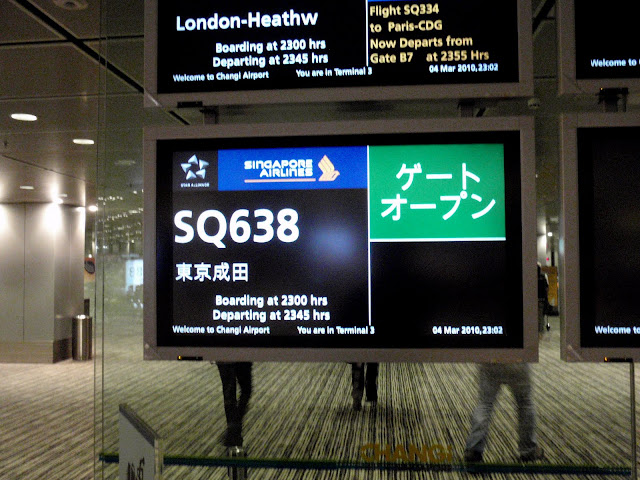 London-Heathw
Boarding at 2300 hrs
Departing at 2345 hrs
Welcome to Changi Airport
You are in Terminal 3
Flight SQ334
to Paris-CDG
Now Departs from
Gate B7 at 2355 Hrs
04 Mar 2010,23:02
Welcome to
STAR ALLIANCE
SINGAPORE
AIRLINES
ゲート
オープン
SQ638
東京成田
Boarding at 2300 hrs
Departing at 2345 hrs
Welcome to Changi Airport
You are in Terminal 3
04 Mar 2010,23:02
Welcome to
CHANGI